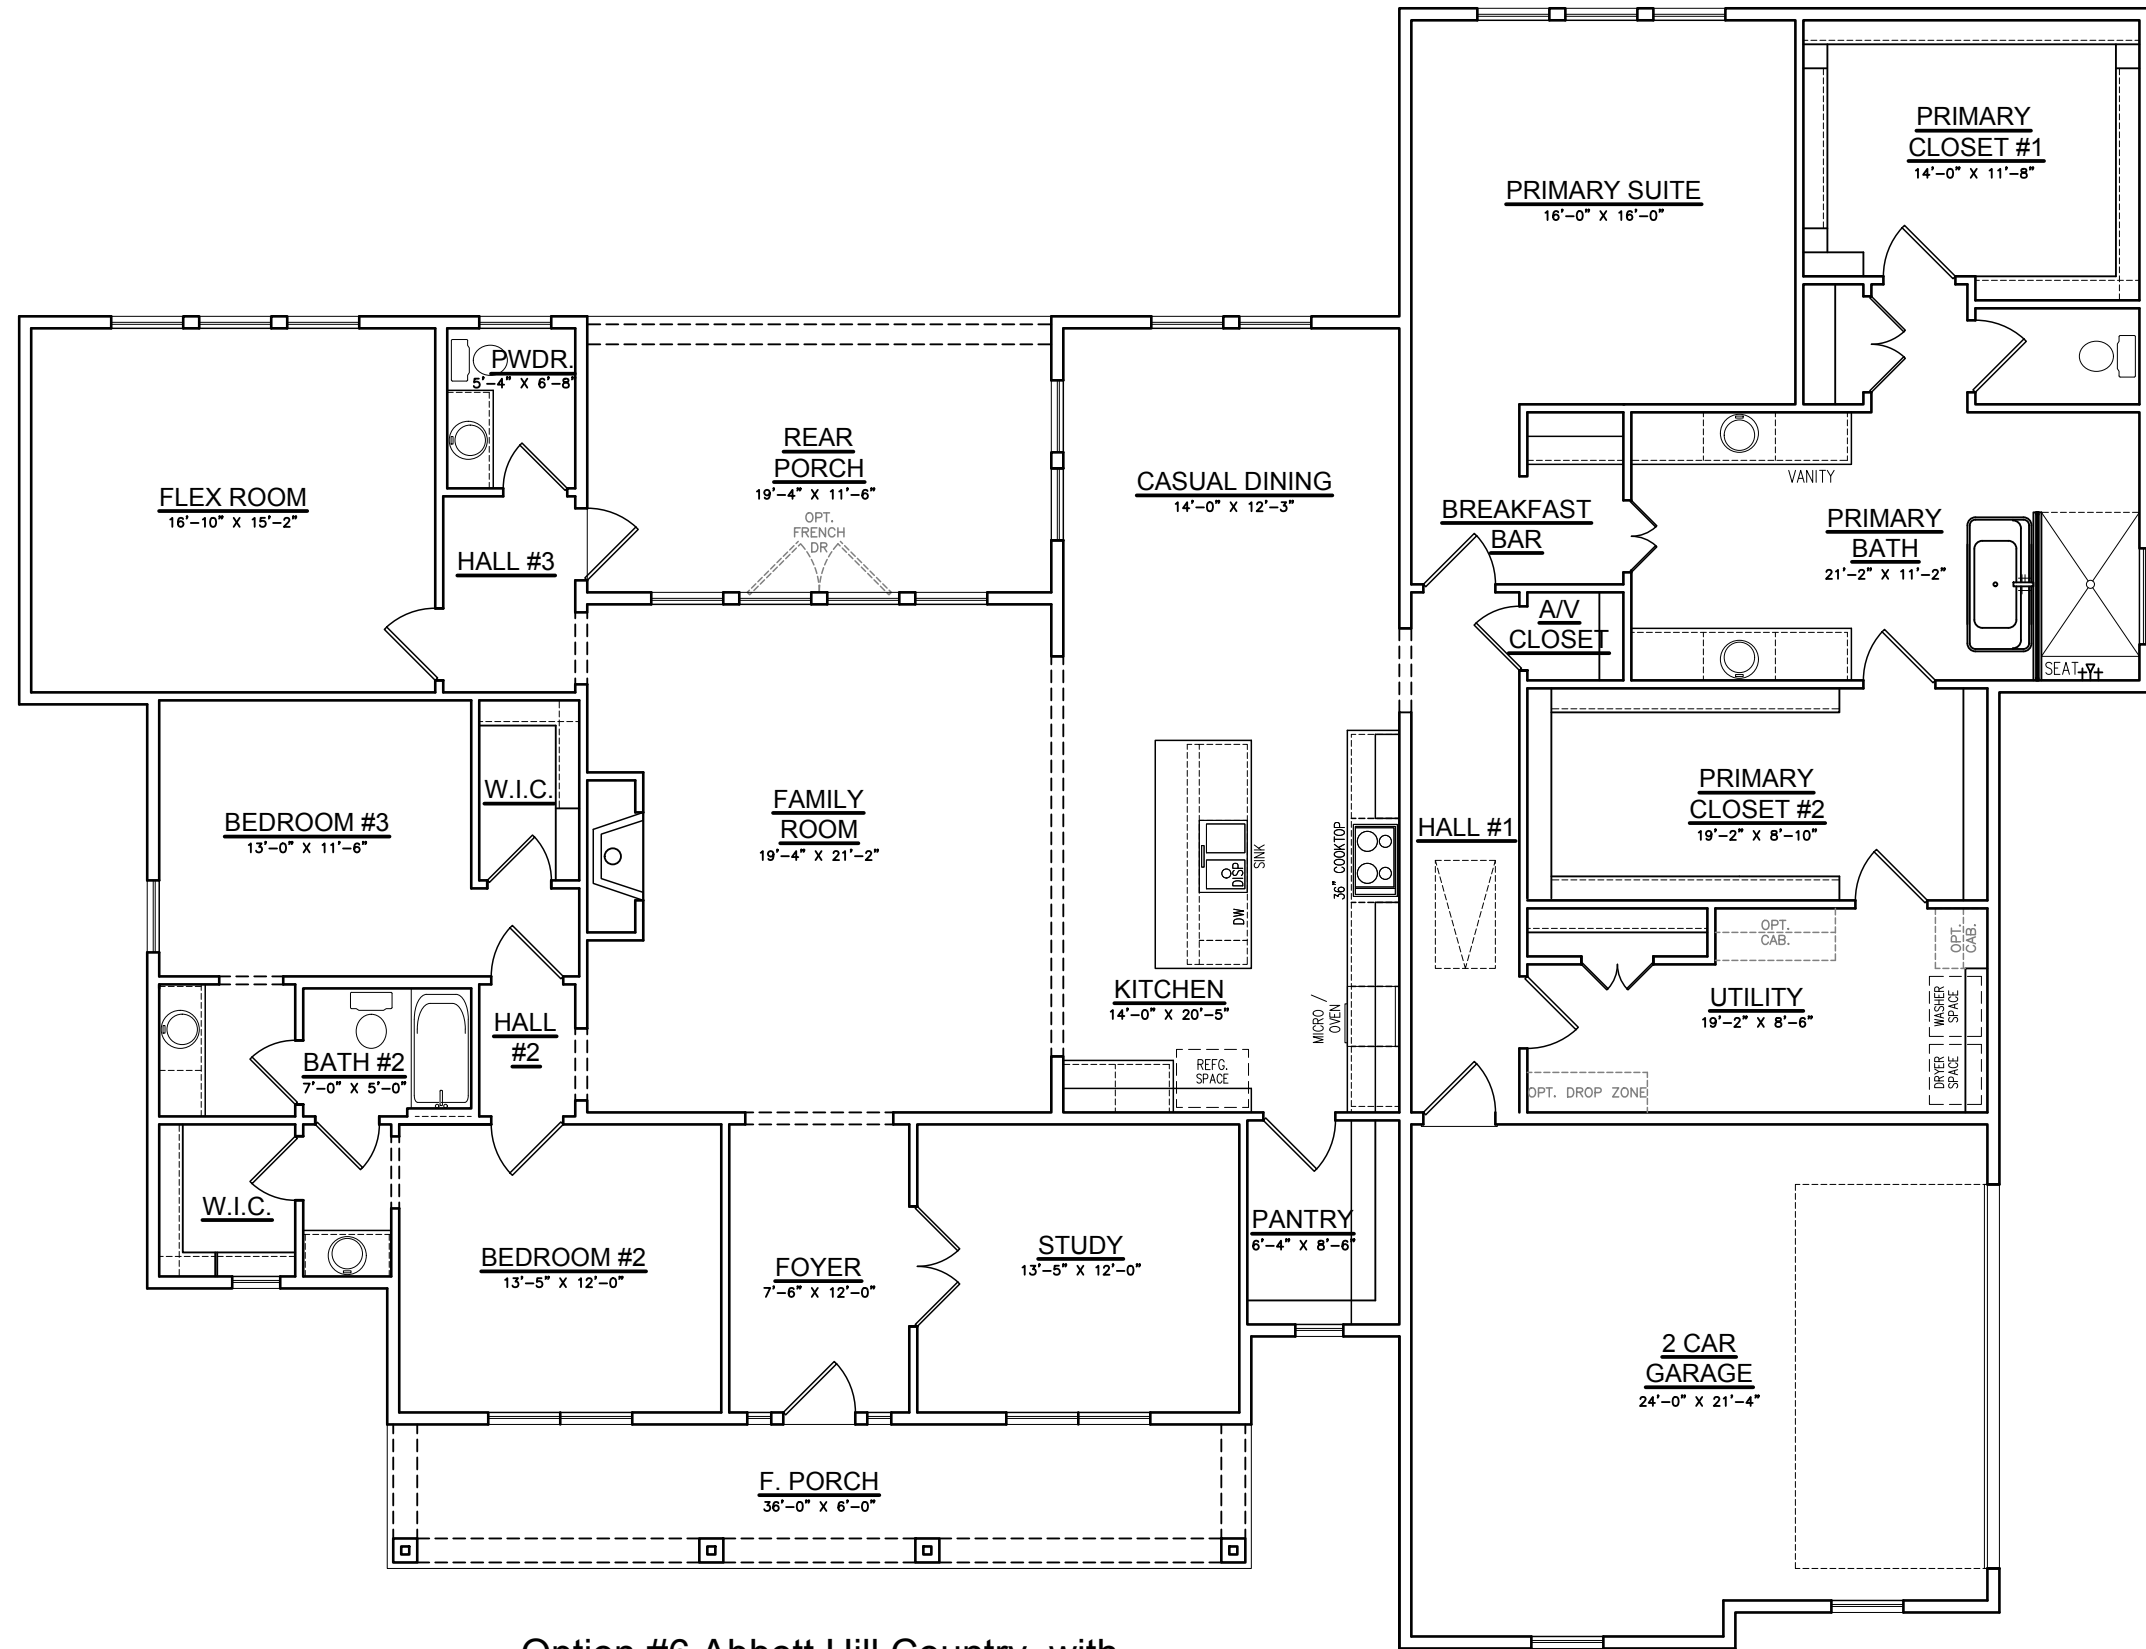 PRIMARY
CLOSET #1
14'-0" X 11'-8"
PRIMARY SUITE
16'-0" X 16'-0"
PWDR.
5'-4" X 6'-8"
REAR
PORCH
19'-4" X 11'-6"
OPT.
FRENCH
DR
CASUAL DINING
14'-0" X 12'-3"
FLEX ROOM
16'-10" X 15'-2"
HALL #3
BREAKFAST
BAR
VANITY
PRIMARY
BATH
21'-2" X 11'-2"
A/V
CLOSET
SEAT
BEDROOM #3
13'-0" X 11'-6"
W.I.C.
FAMILY
ROOM
19'-4" X 21'-2"
SINK
DISP
DW
36" COOKTOP
HALL #1
PRIMARY
CLOSET #2
19'-2" X 8'-10"
OPT.
CAB.
OPT.
CAB.
KITCHEN
14'-0" X 20'-5"
MICRO /
OVEN
UTILITY
19'-2" X 8'-6"
WASHER
SPACE
DRYER
SPACE
HALL
#2
BATH #2
7'-0" X 5'-0"
REFG.
SPACE
OPT. DROP ZONE
W.I.C.
BEDROOM #2
13'-5" X 12'-0"
FOYER
7'-6" X 12'-0"
STUDY
13'-5" X 12'-0"
PANTRY
6'-4" X 8'-6"
2 CAR
GARAGE
24'-0" X 21'-4"
F. PORCH
36'-0" X 6'-0"
Option #6 Abbott Hill Country with